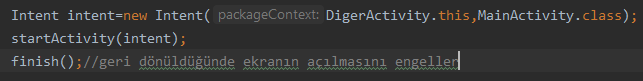 Intent intent=new Intent( packageContext: DigerActivity.this,MainActivity.class);
startActivity(intent);
finish();//geri dönüldüğünde ekranın açılmasını engeller